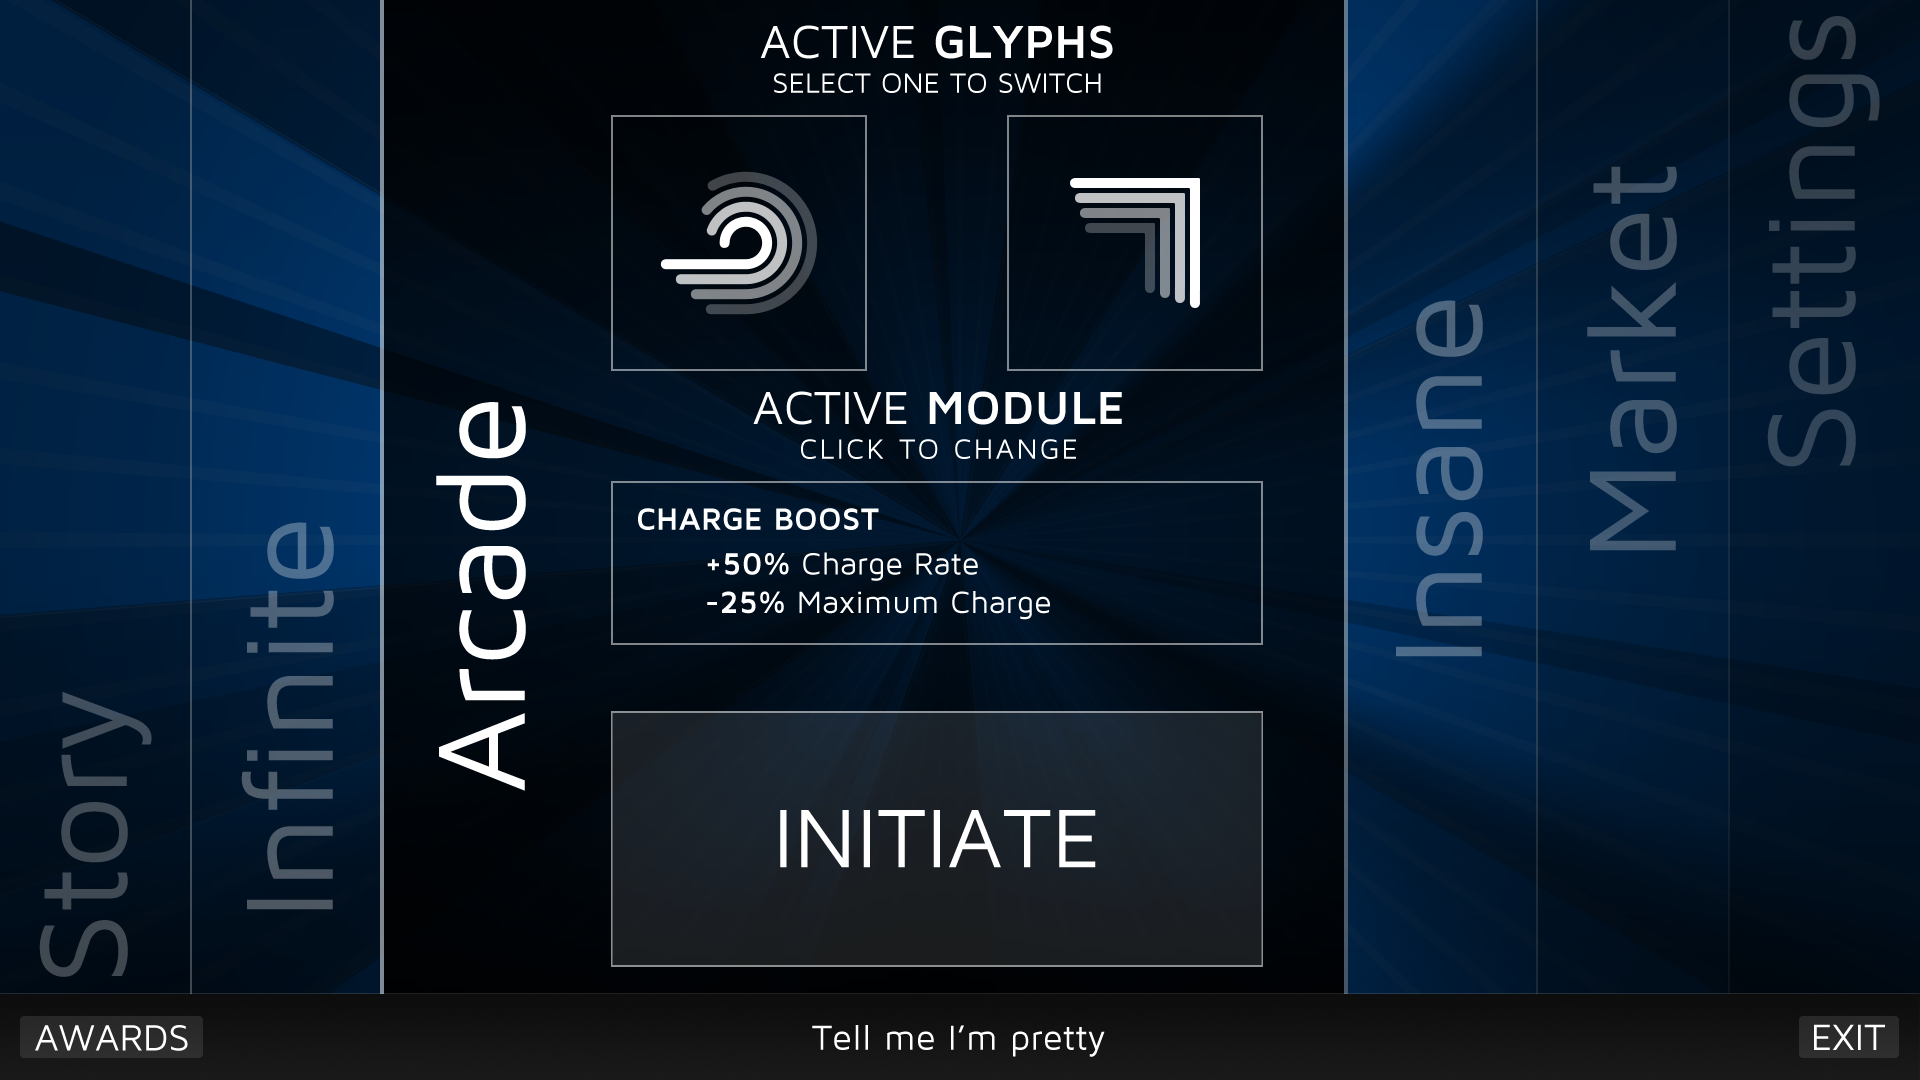 Story
Infinite
Arcade
ACTIVE GLYPHS
SELECT ONE TO SWITCH
ACTIVE MODULE
CLICK TO CHANGE
CHARGE BOOST
+50% Charge Rate
-25% Maximum Charge
INITIATE
Insane
Market
Settings
AWARDS
Tell me I'm pretty
EXIT